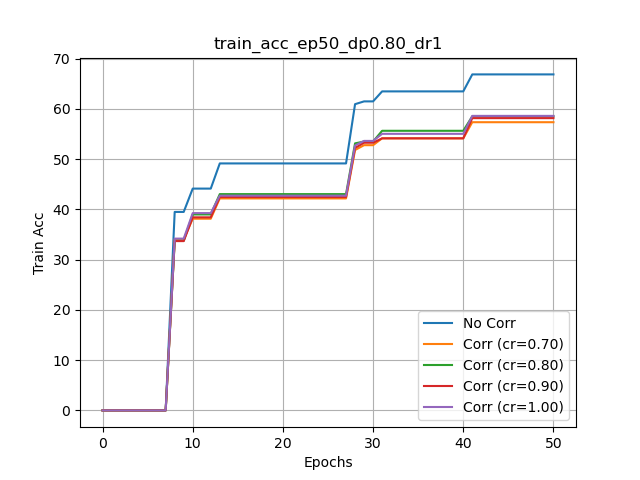 train_acc_ep50_dp0.80_dr1
70
60
50
40
30
20
10
0
Train Acc
0 10 20 30 40 50
Epochs
No Corr
Corr (cr=0.70)
Corr (cr=0.80)
Corr (cr=0.90)
Corr (cr=1.00)